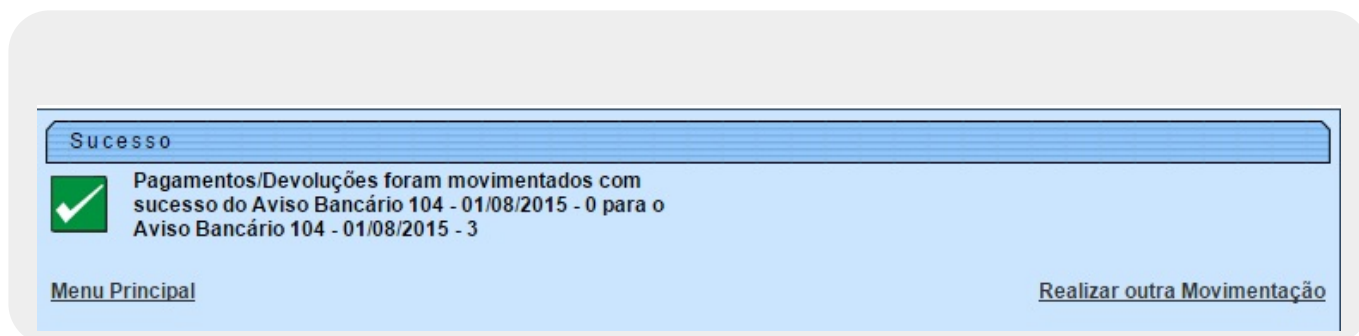 Sucesso
Pagamentos/Devoluções foram movimentados com
sucesso do Aviso Bancário 104 - 01/08/2015 - 0 para o
Aviso Bancário 104 - 01/08/2015 - 3
Menu Principal
Realizar outra Movimentação